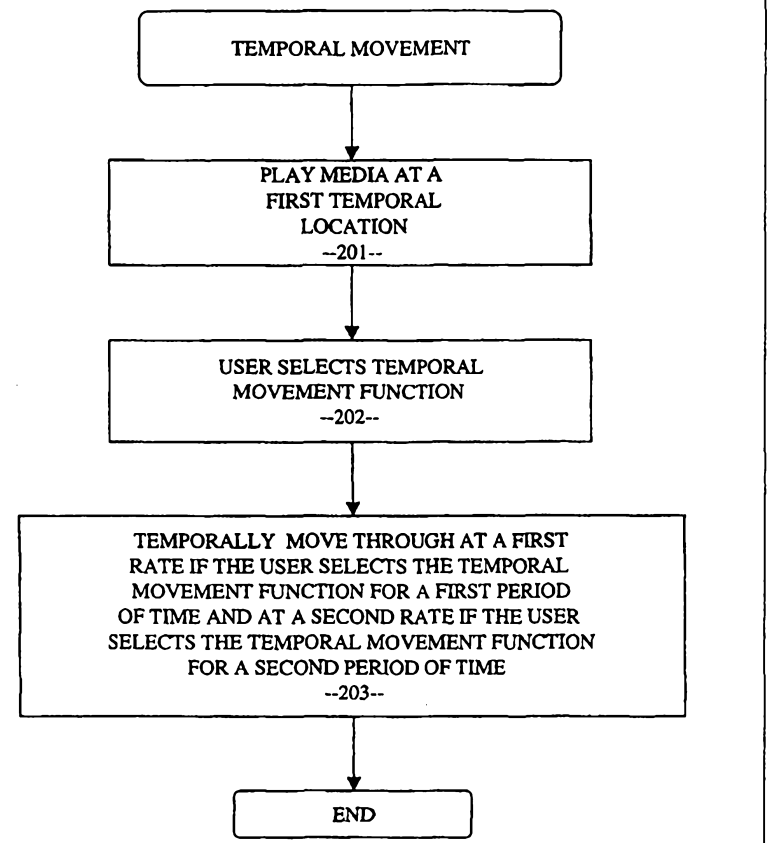 TEMPORAL MOVEMENT
PLAY MEDIA AT A
FIRST TEMPORAL
LOCATION
--201--
USER SELECTS TEMPORAL
MOVEMENT FUNCTION
--202--
TEMPORALLY MOVE THROUGH AT A FIRST
RATE IF THE USER SELECTS THE TEMPORAL
MOVEMENT FUNCTION FOR A FIRST PERIOD
OF TIME AND AT A SECOND RATE IF THE USER
SELECTS THE TEMPORAL MOVEMENT FUNCTION
FOR A SECOND PERIOD OF TIME
--203--
END